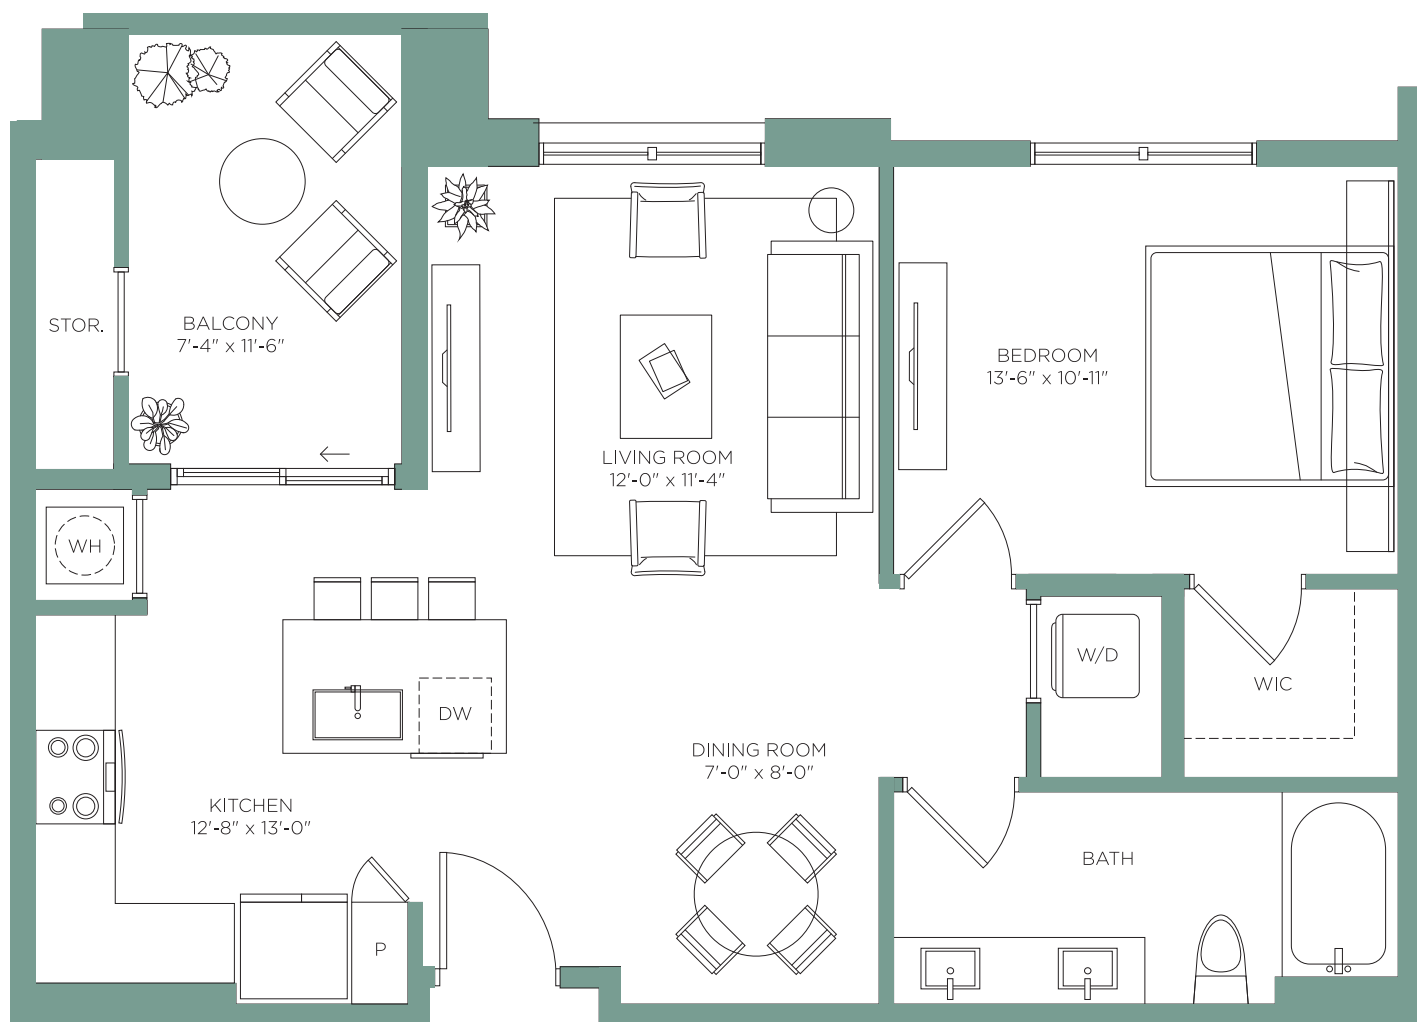 STOR.
BALCONY
7'-4" x 11'-6"
BEDROOM
13'-6" x 10'-11"
LIVING ROOM
12'-0" x 11'-4"
WH
W/D
WIC
DW
DINING ROOM
7'-0" x 8'-0"
KITCHEN
12'-8" x 13'-0"
BATH
P